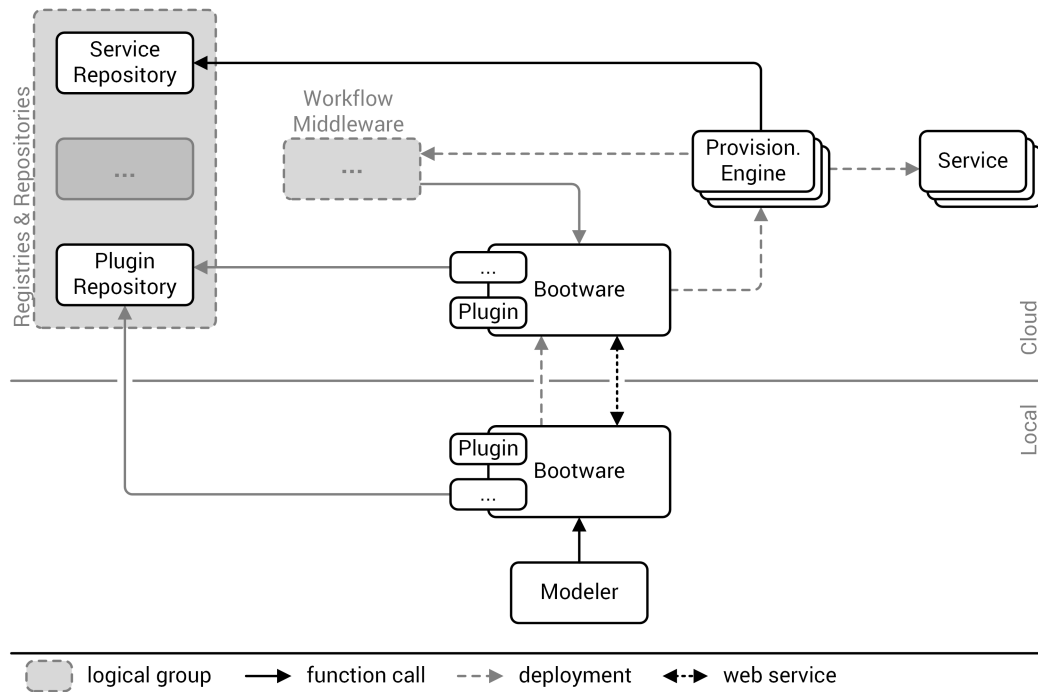 Service
Repository
Registries & Repositories
...
Plugin
Repository
Workflow
Middleware
...
Provision.
Engine
Service
...
Bootware
Plugin
Cloud
Local
Plugin
Bootware
...
Modeler
logical group
function call
deployment
web service